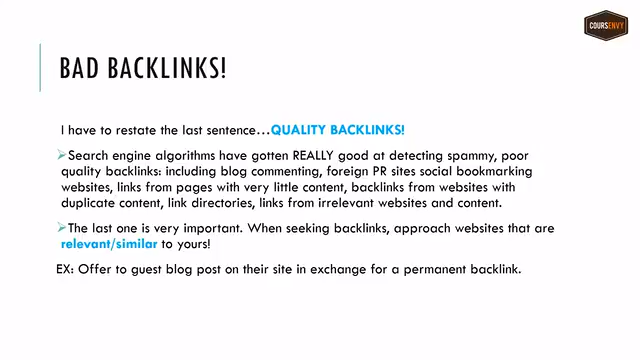 COURSENVY
BAD BACKLINKS!
I have to restate the last sentence…QUALITY BACKLINKS!
Search engine algorithms have gotten REALLY good at detecting spammy, poor
quality backlinks: including blog commenting, foreign PR sites social bookmarking
websites, links from pages with very little content, backlinks from websites with
duplicate content, link directories, links from irrelevant websites and content.
The last one is very important. When seeking backlinks, approach websites that are
relevant/similar to yours!
EX: Offer to guest blog post on their site in exchange for a permanent backlink.